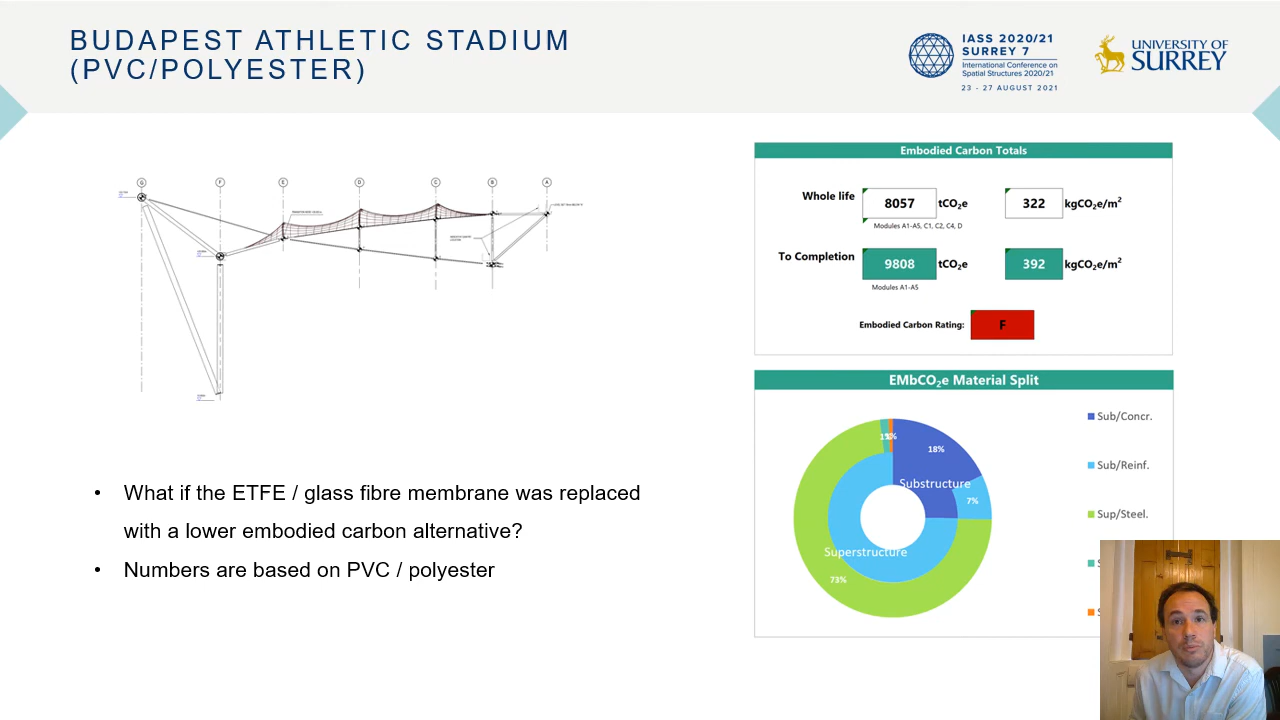 BUDAPEST ATHLETIC STADIUM
(PVC/POLYESTER)
IASS 2020/21
SURREY 7
International Conference on
Spatial Structures 2020/21
23 - 27 AUGUST 2021
UNIVERSITY OF
SURREY
G F E D C B A
Embodied Carbon Totals
Whole life 8057 tCO₂e 322 kgCO₂e/m²
Modules A1-A5, C1, C2, C4, D
To Completion 9808 tCO₂e 392 kgCO₂e/m²
Modules A1-A5
Embodied Carbon Rating: F
EMbCO₂e Material Split
Sub/Concr.
1%
18%
Sub/Reinf.
Substructure
7%
Sup/Steel.
Superstructure
73%
• What if the ETFE / glass fibre membrane was replaced
with a lower embodied carbon alternative?
• Numbers are based on PVC / polyester